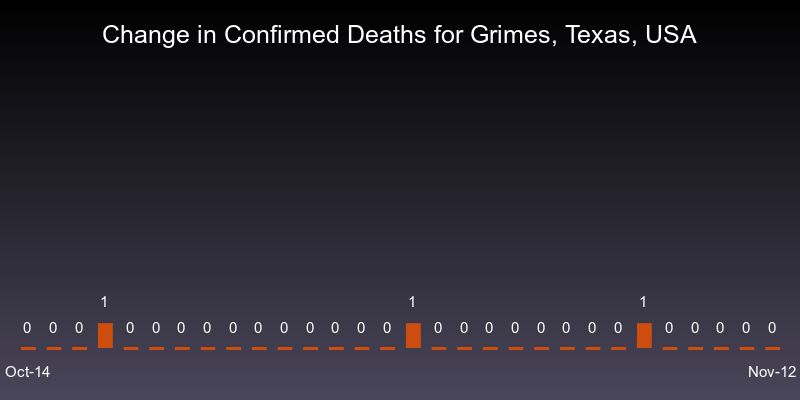 Change in Confirmed Deaths for Grimes, Texas, USA
1 1 1
0 0 0 0 0 0 0 0 0 0 0 0 0 0 0 0 0 0 0 0 0 0 0 0 0 0 0
Oct-14 Nov-12